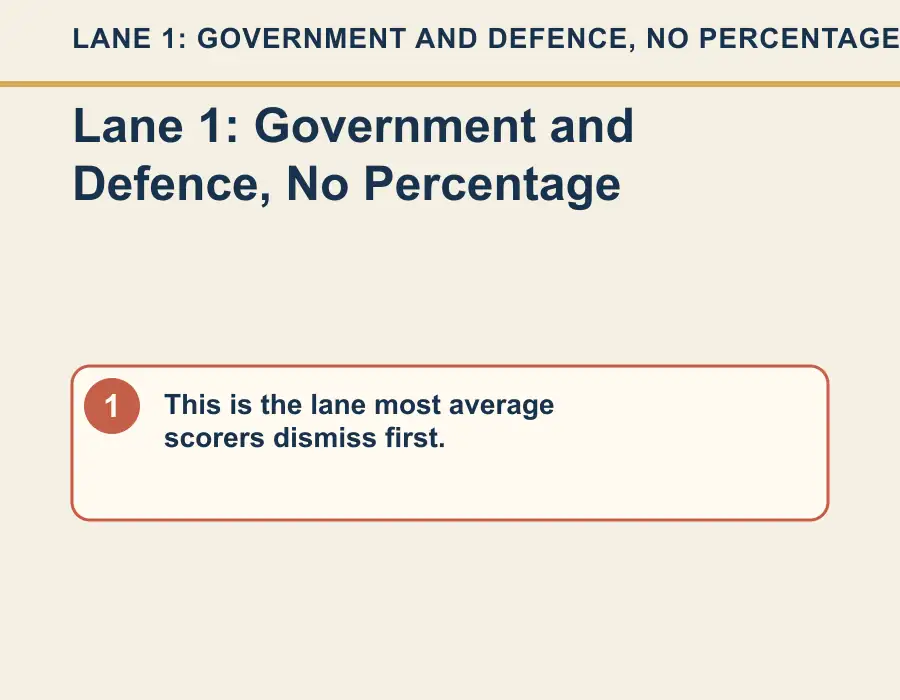 LANE 1: GOVERNMENT AND DEFENCE, NO PERCENTAGE
Lane 1: Government and
Defence, No Percentage
1
This is the lane most average
scorers dismiss first.